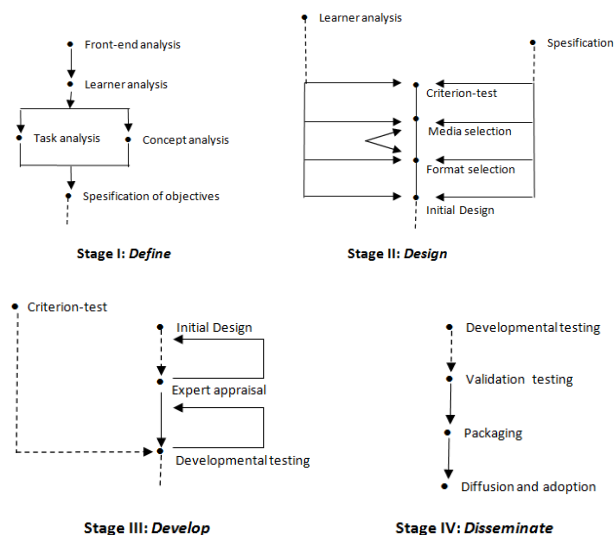 Front-end analysis
Learner analysis
Task analysis
Concept analysis
Spesification of objectives
Stage I: Define
Learner analysis
Spesification
Criterion-test
Media selection
Format selection
Initial Design
Stage II: Design
Criterion-test
Initial Design
Expert appraisal
Developmental testing
Stage III: Develop
Developmental testing
Validation testing
Packaging
Diffusion and adoption
Stage IV: Disseminate